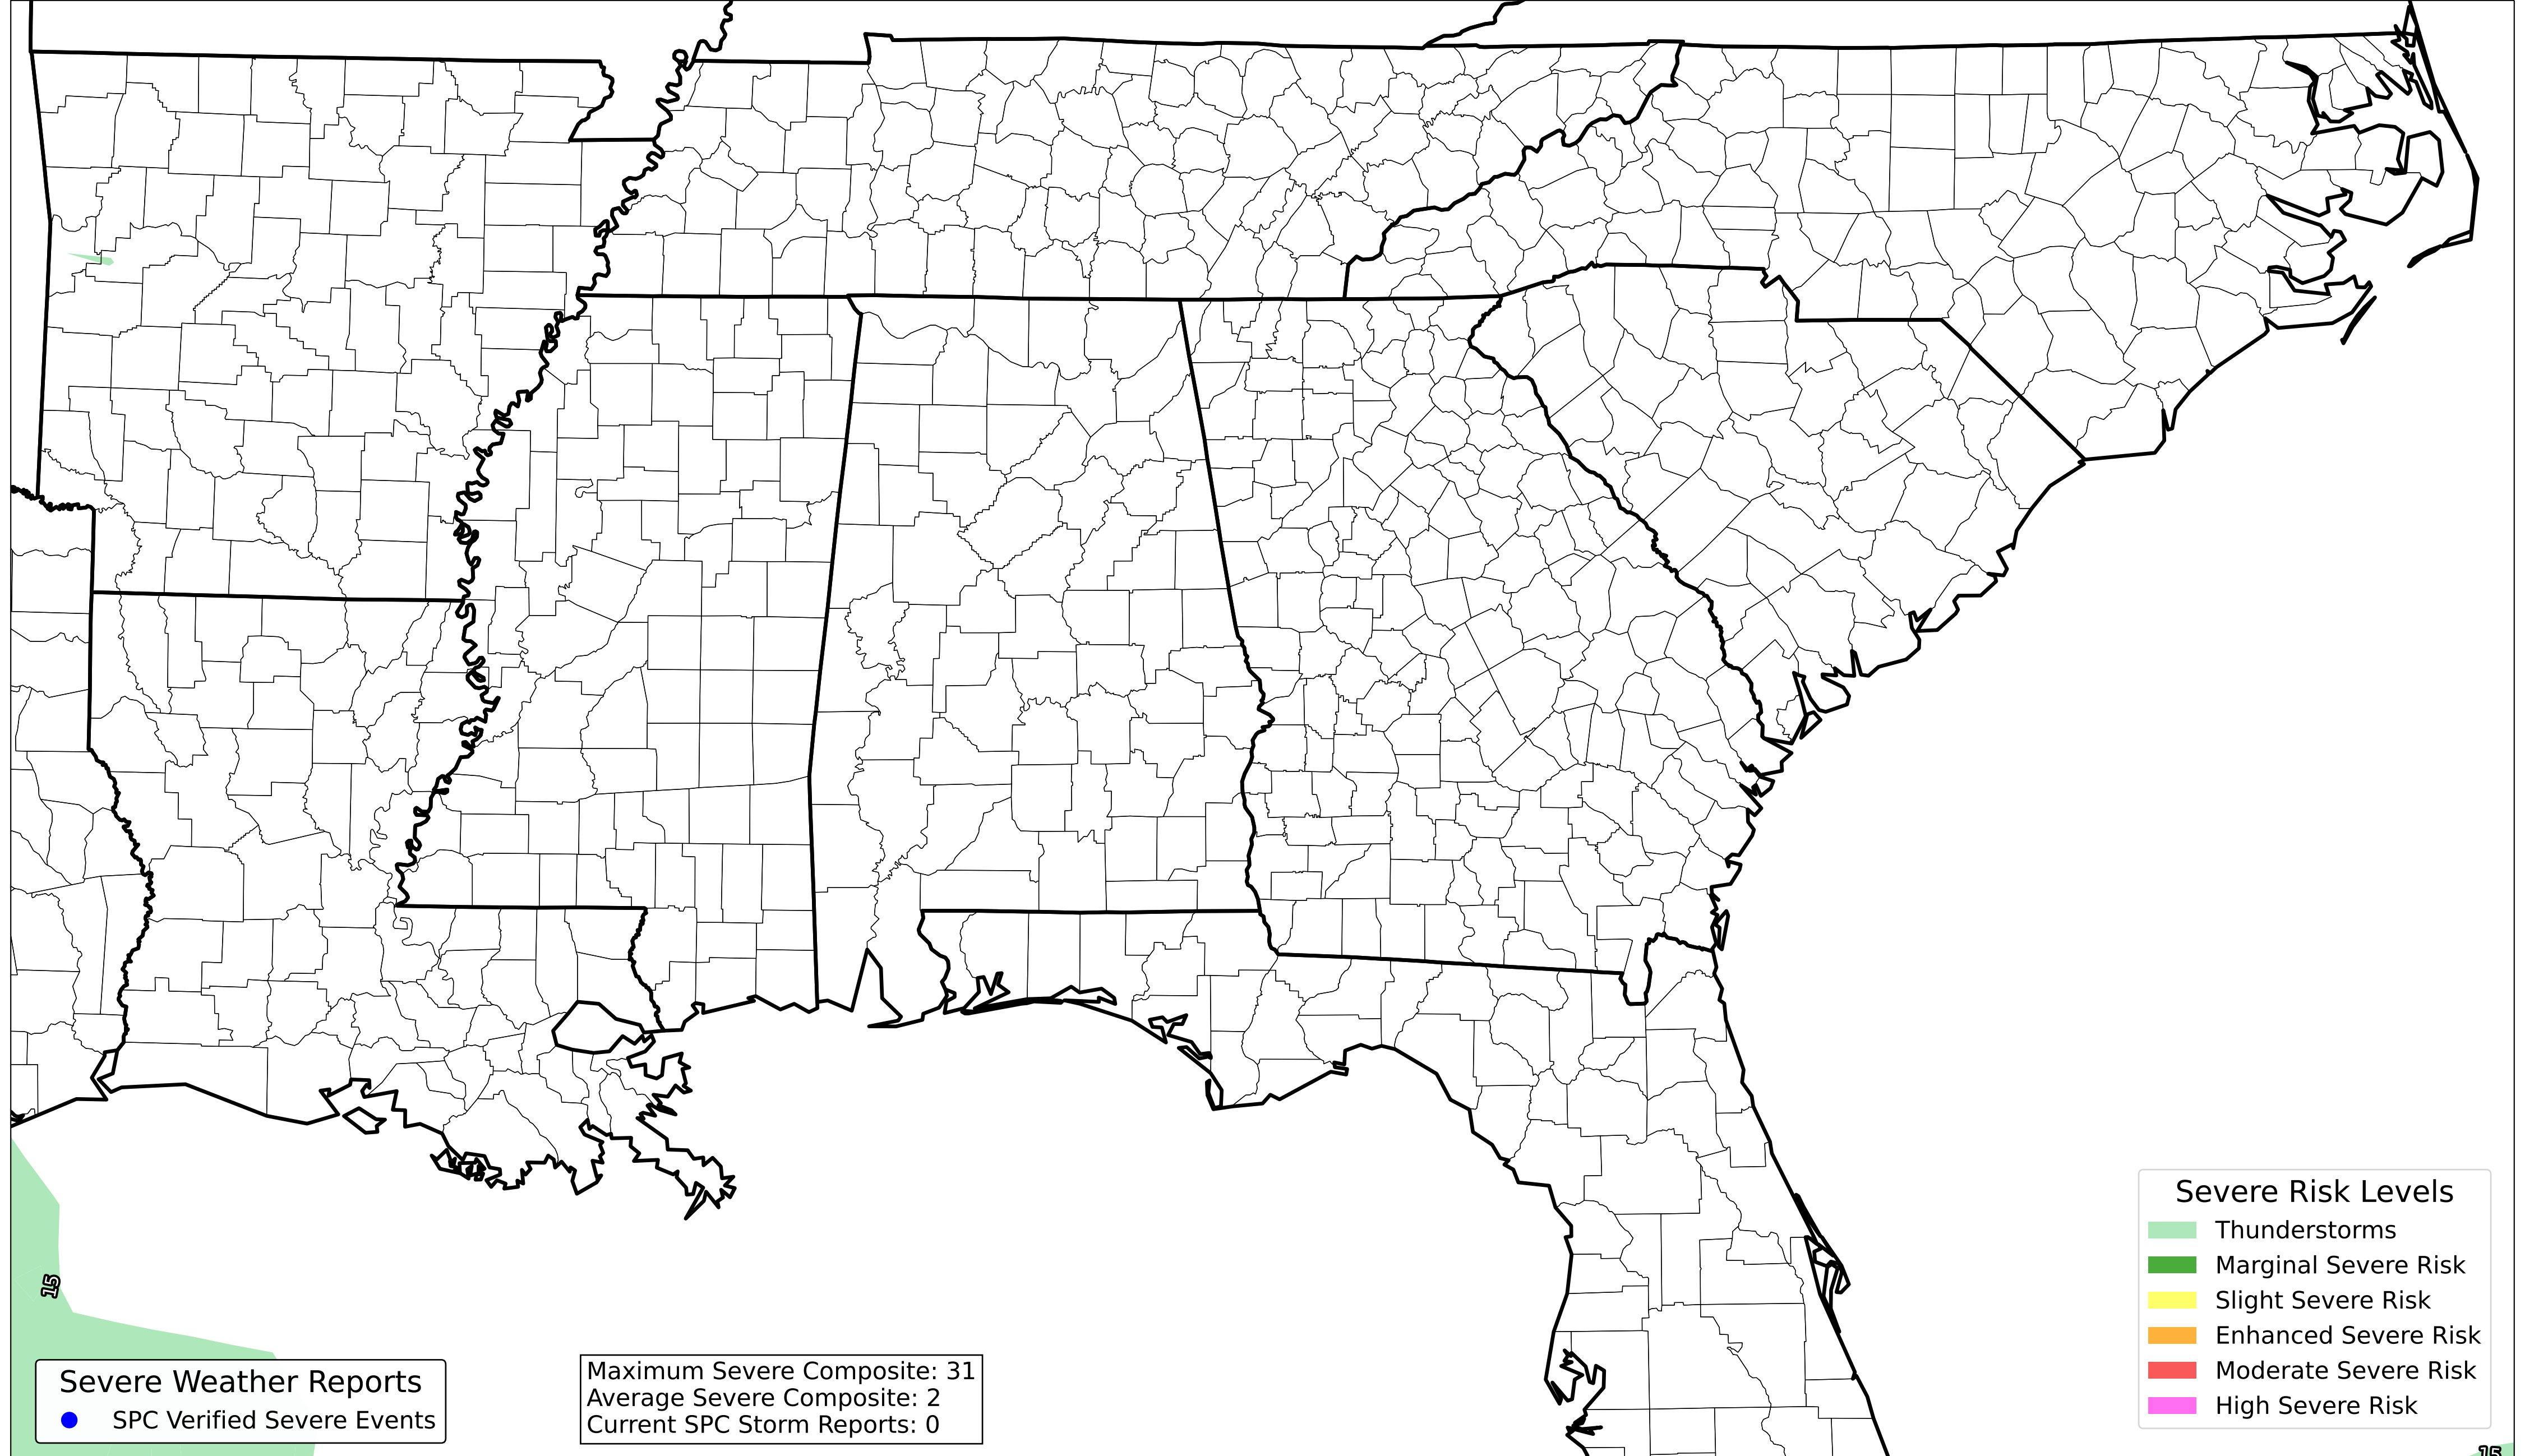 15
Severe Weather Reports
SPC Verified Severe Events
Maximum Severe Composite: 31
Average Severe Composite: 2
Current SPC Storm Reports: 0
Severe Risk Levels
Thunderstorms
Marginal Severe Risk
Slight Severe Risk
Enhanced Severe Risk
Moderate Severe Risk
High Severe Risk
15